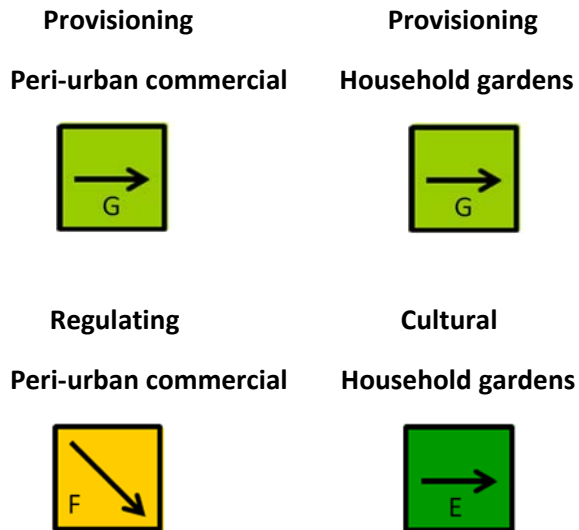 Provisioning Provisioning
Peri-urban commercial Household gardens
G G
Regulating Cultural
Peri-urban commercial Household gardens
F E